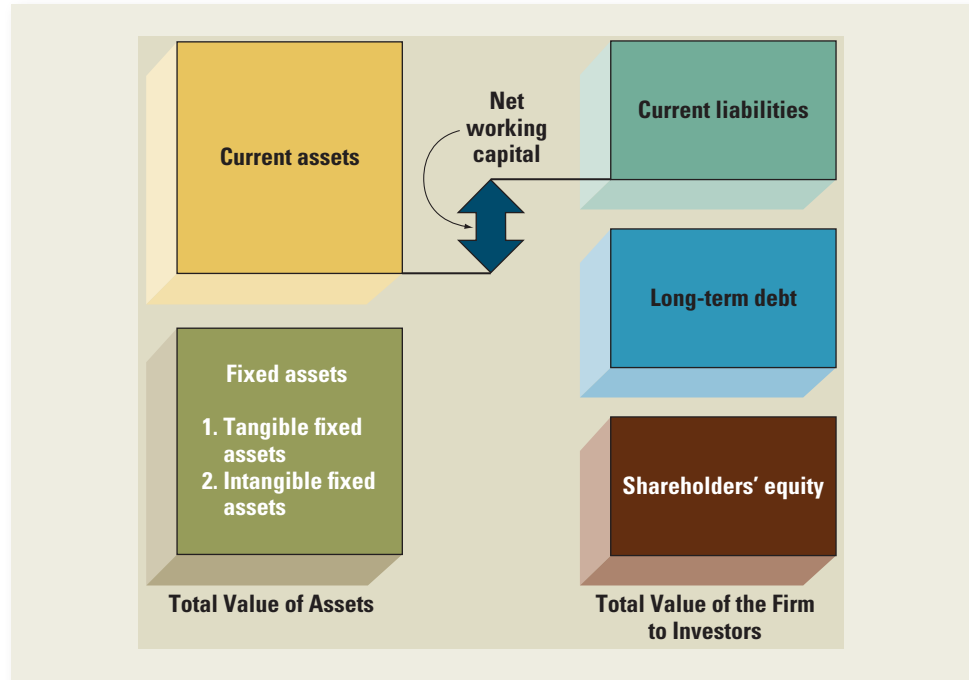 Current assets
Net
working
capital
Current liabilities
Long-term debt
Fixed assets
1. Tangible fixed
assets
2. Intangible fixed
assets
Shareholders’ equity
Total Value of Assets
Total Value of the Firm
to Investors